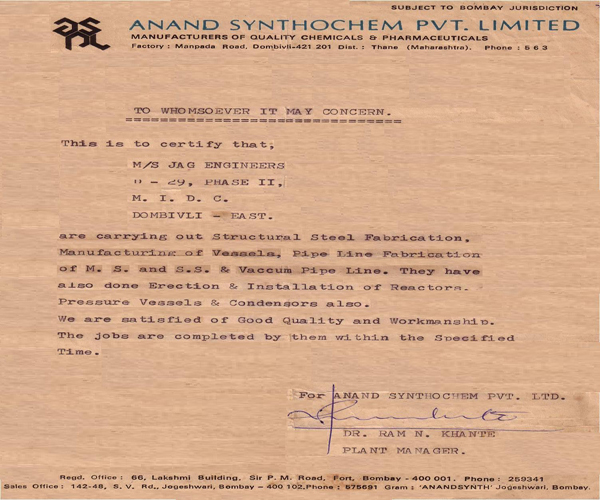 SUBJECT TO BOMBAY JURISDICTION
ANAND SYNTHOCHEM PVT. LIMITED
MANUFACTURERS OF QUALITY CHEMICALS & PHARMACEUTICALS
Factory : Manpada Road, Dombivli-421 201 Dist. : Thane (Maharashtra). Phone : 563
TO WHOMSOEVER IT MAY CONCERN.
This is to certify that,
M/S JAG ENGINEERS
29, PHASE II,
M. I. D. C.
DOMBIVLI - EAST.
are carrying out Structural Steel Fabrication,
Manufacturing of Vessels, Pipe Line Fabrication
of M. S. and S.S. & Vaccum Pipe Line. They have
also done Erection & Installation of Reactors.
Pressure Vessels & Condensors also.
We are satisfied of Good Quality and Workmanship.
The jobs are completed by them within the Specified
Time.
For ANAND SYNTHOCHEM PVT. LTD.
DR. RAM N. KHANTE
PLANT MANAGER.
Regd. Office : 66, Lakshmi Building, Sir P. M. Road, Fort, Bombay - 400 001. Phone : 259341
Sales Office : 142-48, S. V. Rd., Jogeshwari, Bombay - 400 102, Phone : 575691 Gram : 'ANANDSYNTH' Jogeshwari, Bombay.